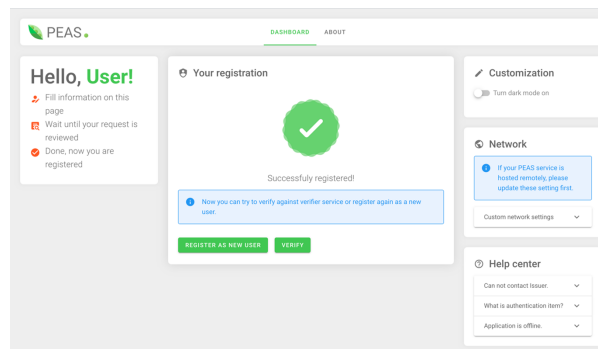 PEAS.
DASHBOARD ABOUT
Hello, User!
Fill information on this
page
Wait until your request is
reviewed
Done, now you are
registered
Your registration
Successfuly registered!
Now you can try to verify against verifier service or register again as a new
user.
REGISTER AS NEW USER VERIFY
Customization
Turn dark mode on
Network
If your PEAS service is
hosted remotely, please
update these setting first.
Custom network settings
Help center
Can not contact Issuer.
What is authentication item?
Application is offline.